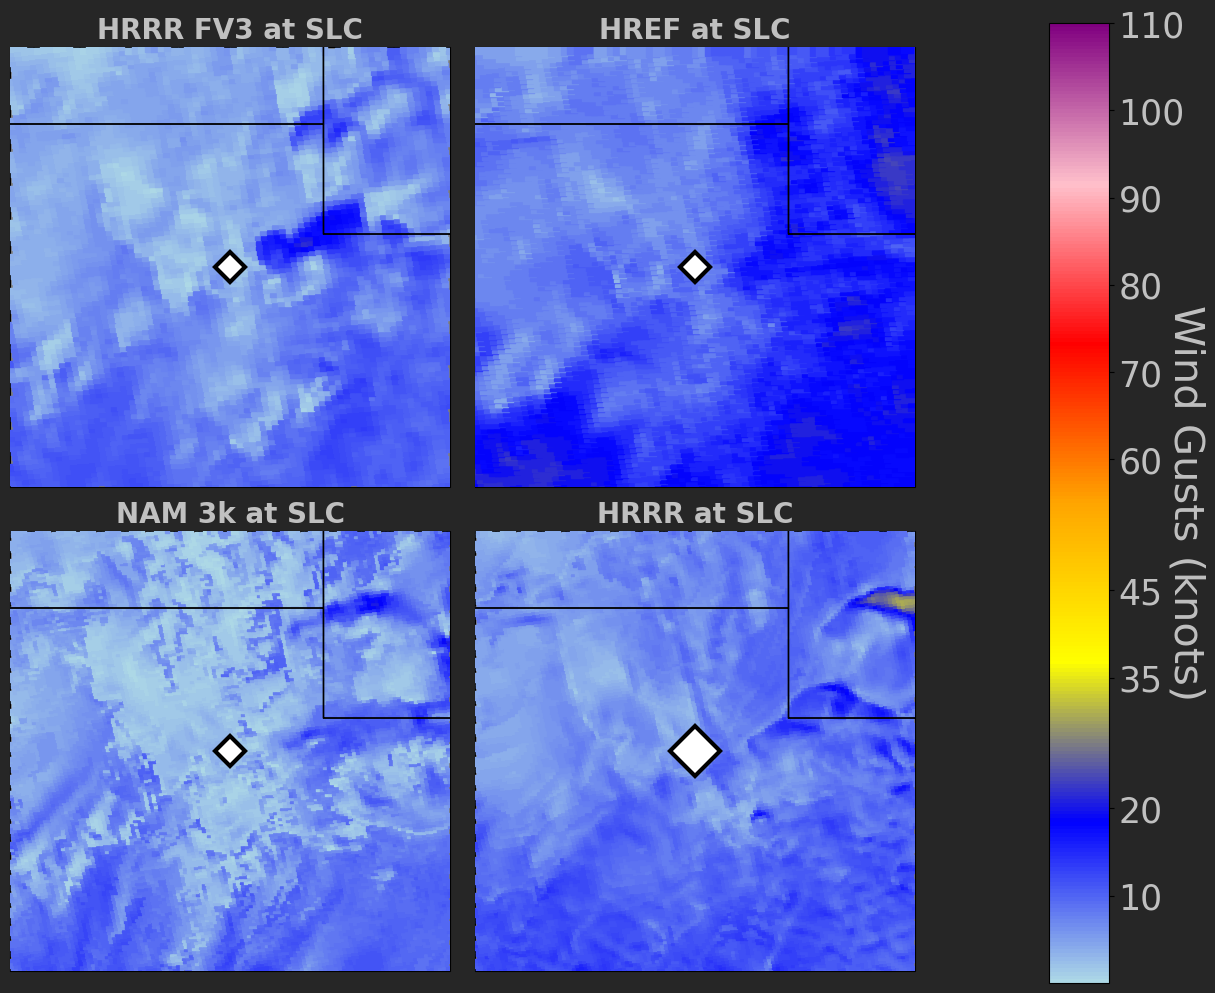 HRRR FV3 at SLC
HREF at SLC
NAM 3k at SLC
HRRR at SLC
110
100
90
80
70
60
45
35
20
10
Wind Gusts (knots)